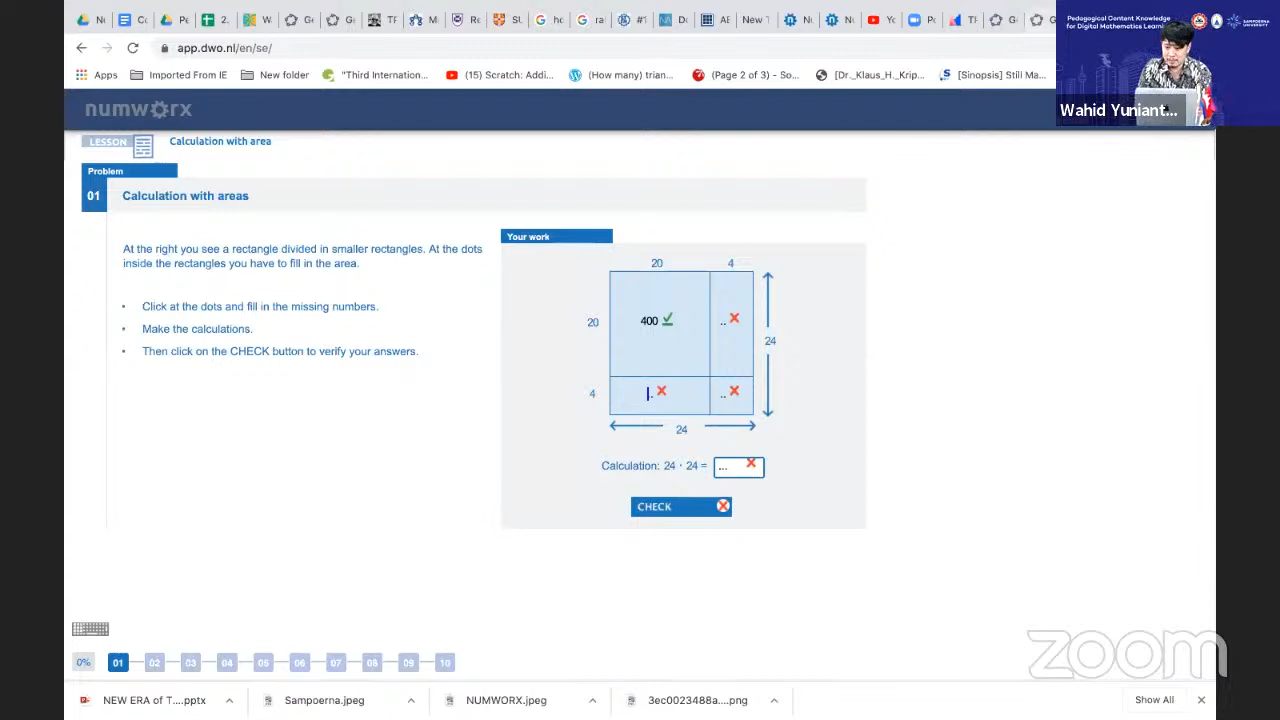 app.dwo.nl/en/se/
Apps
Imported From IE
New folder
"Third Internation...
(15) Scratch: Addi...
(How many) trian...
(Page 2 of 3) - So...
[Dr._Klaus_H._Krip...
[Sinopsis] Still Ma...
Pedagogical Content Knowledge
for Digital Mathematics Learn
SAMPOERNA
UNIVERSITY
Wahid Yuniant...
numworx
LESSON
Calculation with area
Problem
01
Calculation with areas
At the right you see a rectangle divided in smaller rectangles. At the dots
inside the rectangles you have to fill in the area.
• Click at the dots and fill in the missing numbers.
• Make the calculations.
• Then click on the CHECK button to verify your answers.
Your work
20 4
20 400 ..
24
4 . ..
24
Calculation: 24 · 24 = ...
CHECK
0% 01 02 03 04 05 06 07 08 09 10
zoom
NEW ERA of T....pptx
Sampoerna.jpeg
NUMWORX.jpeg
3ec0023488a....png
Show All